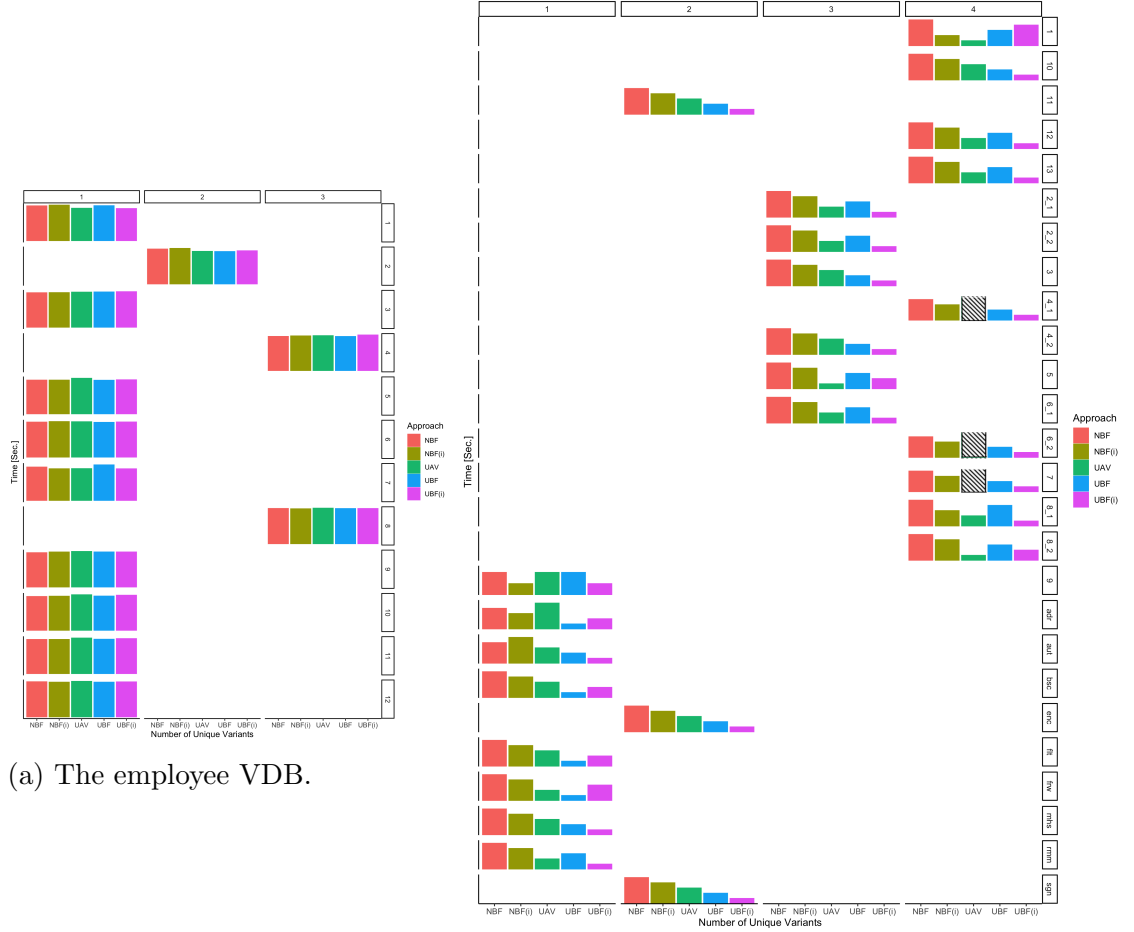 1 2 3
1
2
3
4
5
6
7
8
9
10
11
12
Time [Sec.]
NBF NBF(i) UAV UBF UBF(i) NBF NBF(i) UAV UBF UBF(i) NBF NBF(i) UAV UBF UBF(i)
Number of Unique Variants
Approach
NBF
NBF(i)
UAV
UBF
UBF(i)
(a) The employee VDB.
1 2 3 4
1
10
11
12
13
2_1
2_2
3
4_1
4_2
5
6_1
6_2
7
8_1
8_2
9
adr
aut
bsc
enc
flt
frw
mhs
rmm
sgn
Time [Sec.]
NBF NBF(i) UAV UBF UBF(i) NBF NBF(i) UAV UBF UBF(i) NBF NBF(i) UAV UBF UBF(i) NBF NBF(i) UAV UBF UBF(i)
Number of Unique Variants
Approach
NBF
NBF(i)
UAV
UBF
UBF(i)